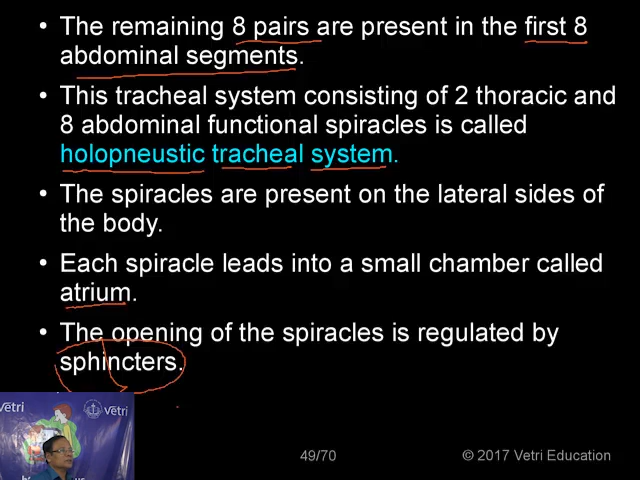 • The remaining 8 pairs are present in the first 8
abdominal segments.
• This tracheal system consisting of 2 thoracic and
8 abdominal functional spiracles is called
holopneustic tracheal system.
• The spiracles are present on the lateral sides of
the body.
• Each spiracle leads into a small chamber called
atrium.
• The opening of the spiracles is regulated by
sphincters.
Vetri
Vetri
49/70
© 2017 Vetri Education